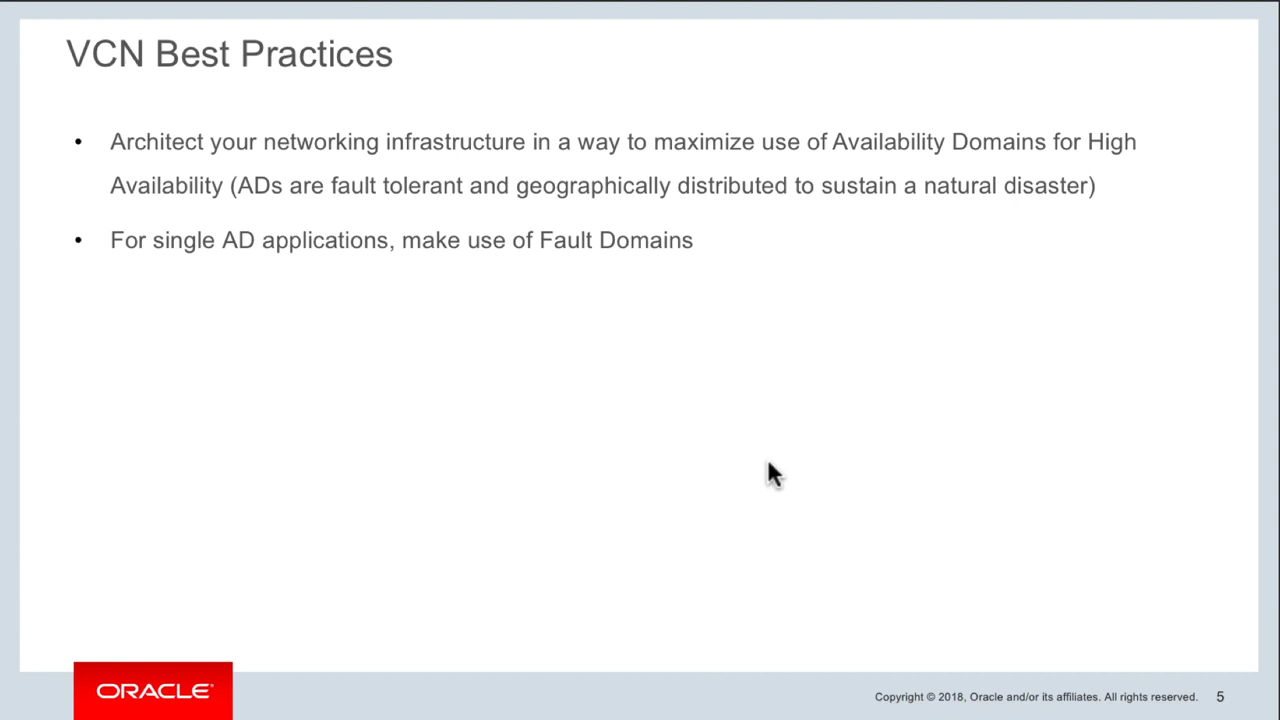 VCN Best Practices
• Architect your networking infrastructure in a way to maximize use of Availability Domains for High
Availability (ADs are fault tolerant and geographically distributed to sustain a natural disaster)
• For single AD applications, make use of Fault Domains
ORACLE®
Copyright © 2018, Oracle and/or its affiliates. All rights reserved. 5